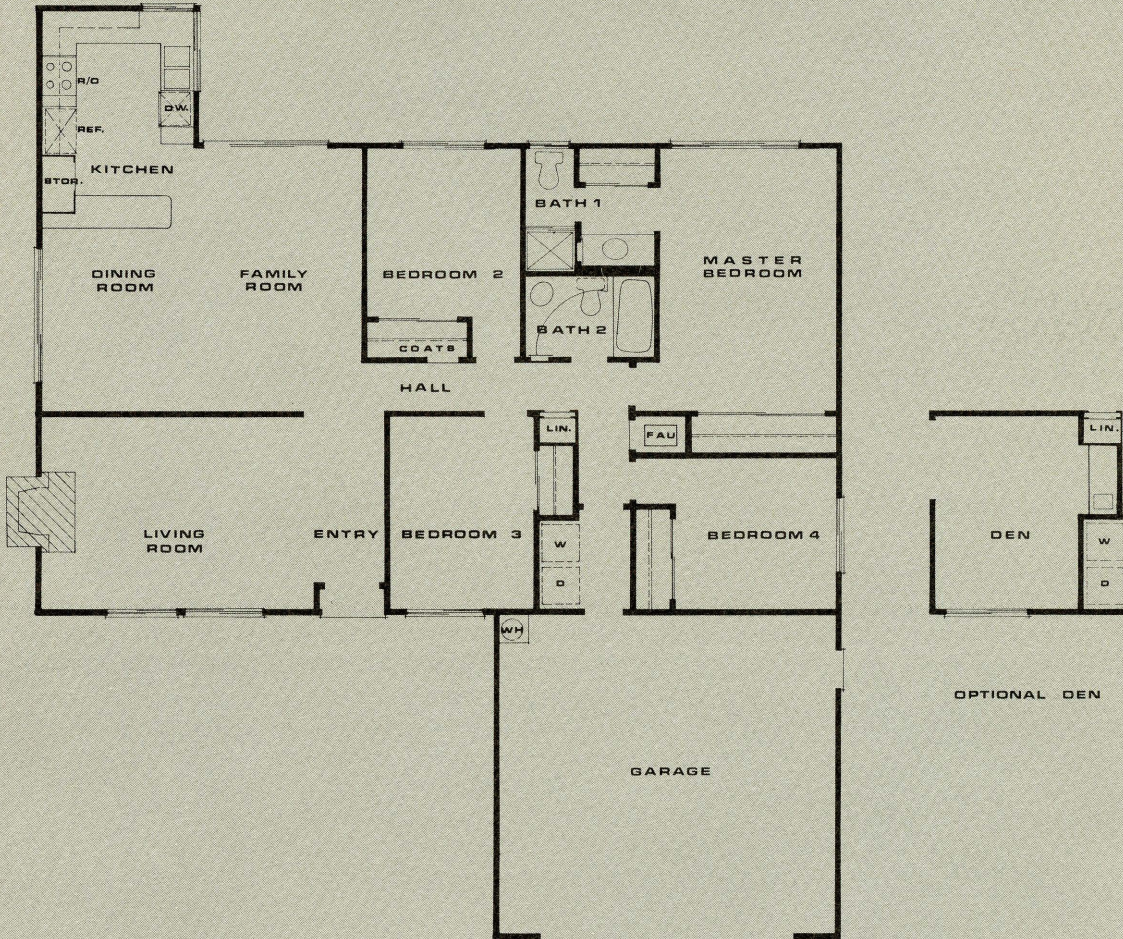 R/O
D.W.
REF.
KITCHEN
STOR.
BATH 1
DINING
ROOM
FAMILY
ROOM
BEDROOM 2
MASTER
BEDROOM
BATH 2
COATS
HALL
LIN.
FAU
LIN.
LIVING
ROOM
ENTRY
BEDROOM 3
W
D
BEDROOM 4
DEN
W
D
WH
OPTIONAL DEN
GARAGE